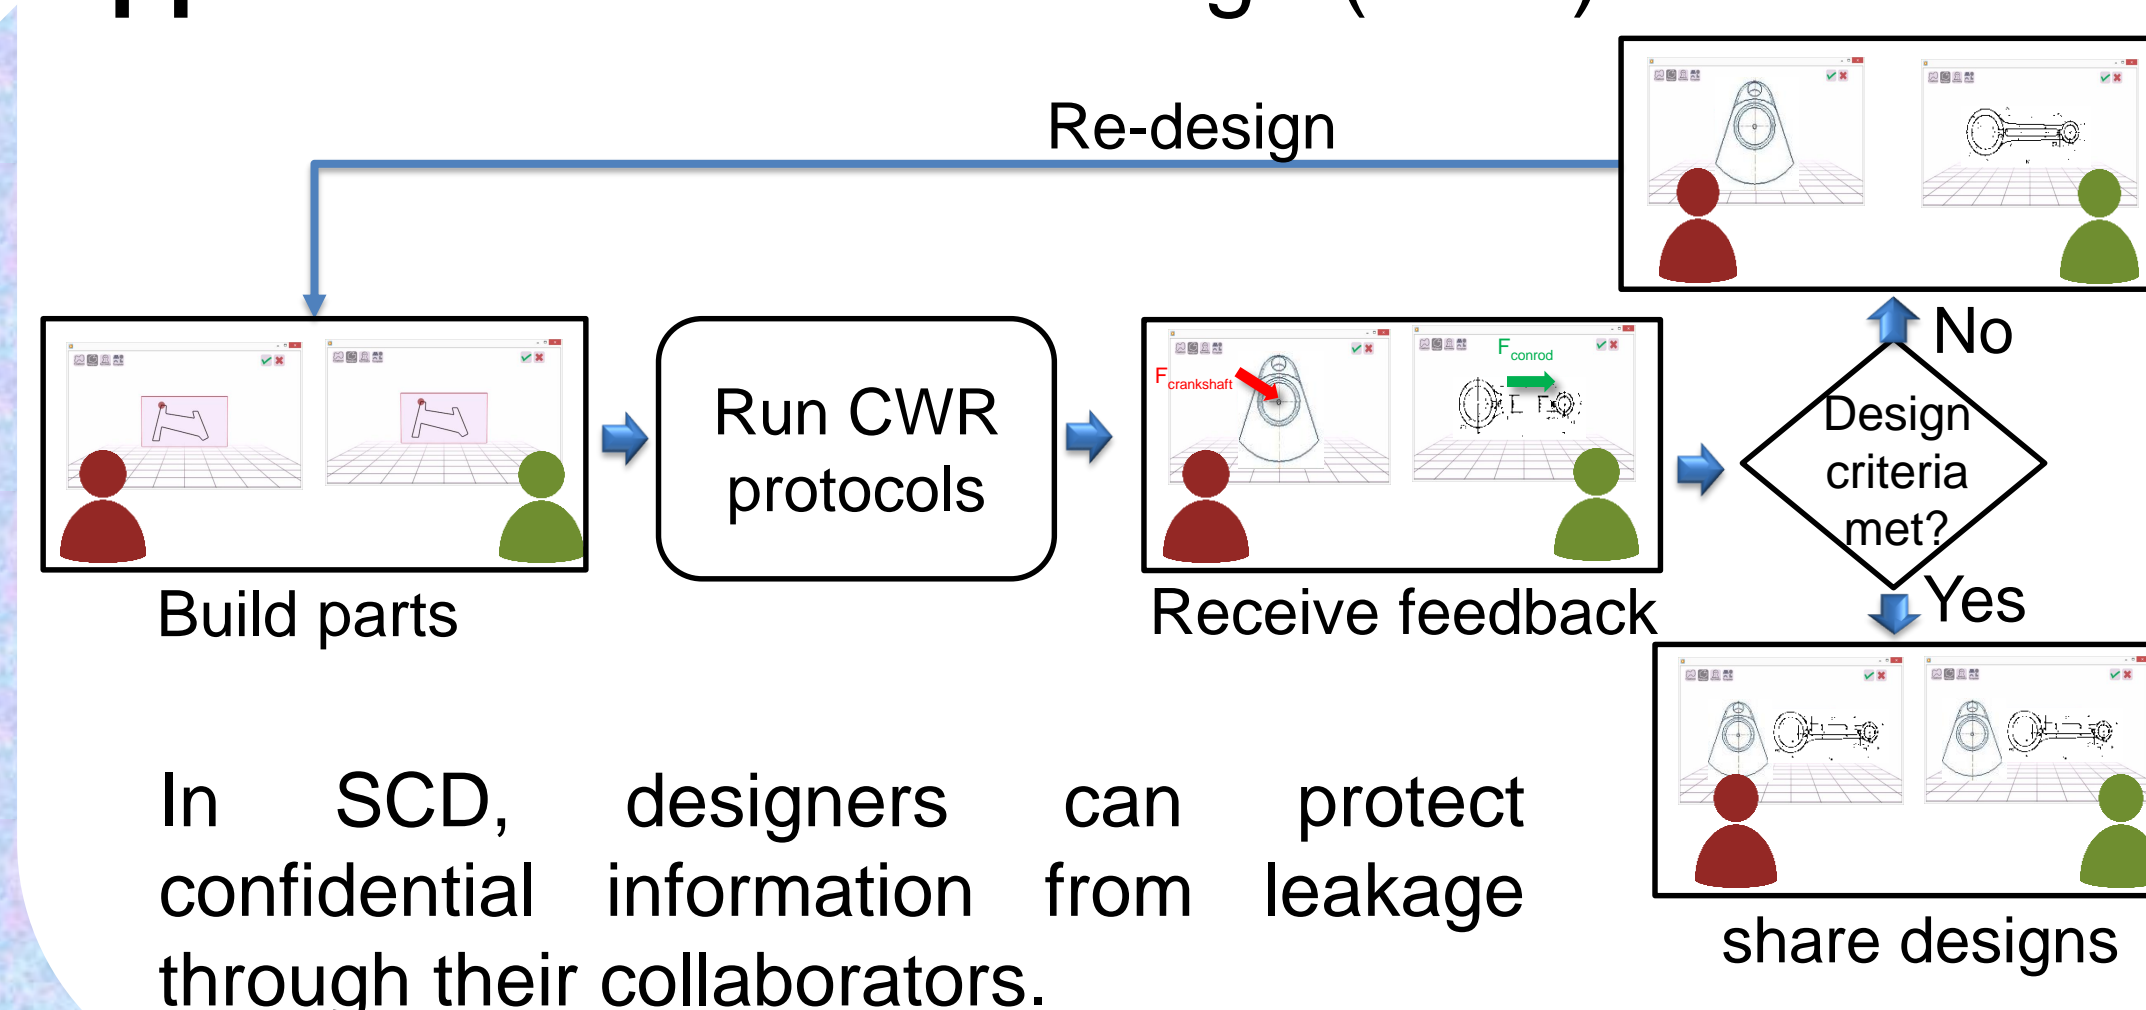 Re-design
No
F crankshaft
F conrod
Run CWR
protocols
Design
criteria
met?
Build parts
Receive feedback
Yes
In SCD, designers can protect
confidential information from leakage
through their collaborators.
share designs